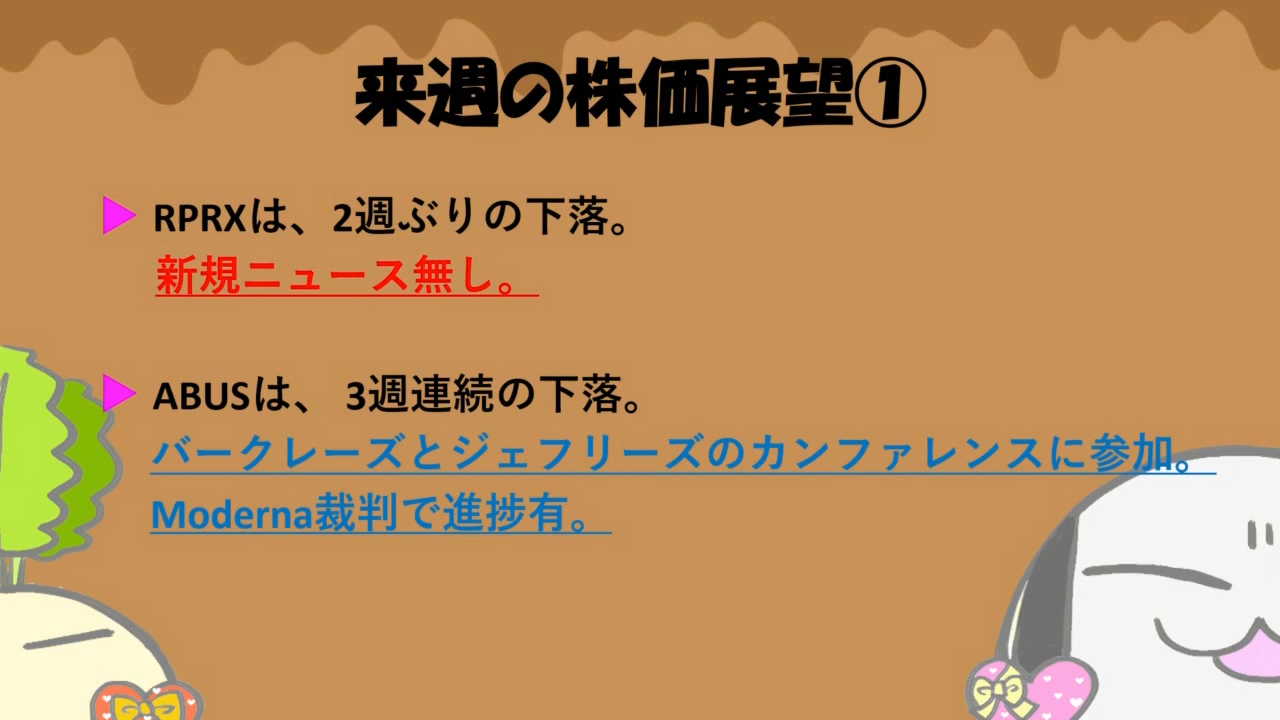 来週の株価展望①
RPRXは、2週ぶりの下落。
新規ニュース無し。
ABUSは、 3週連続の下落。
バークレーズとジェフリーズのカンファレンスに参加。
Moderna裁判で進捗有。